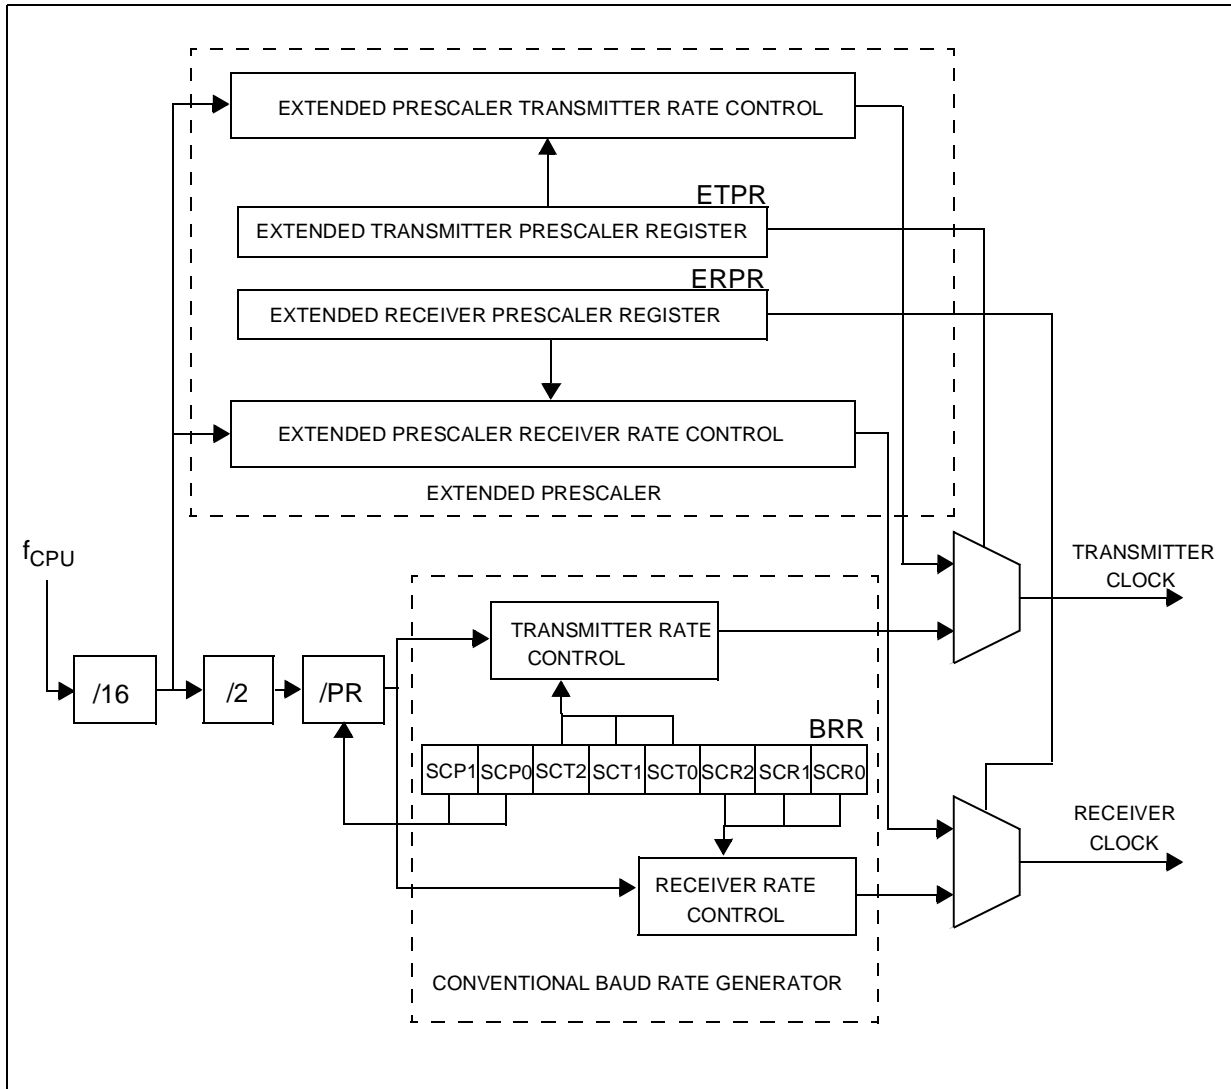 EXTENDED PRESCALER TRANSMITTER RATE CONTROL
ETPR
EXTENDED TRANSMITTER PRESCALER REGISTER
ERPR
EXTENDED RECEIVER PRESCALER REGISTER
EXTENDED PRESCALER RECEIVER RATE CONTROL
EXTENDED PRESCALER
fCPU
TRANSMITTER
CLOCK
TRANSMITTER RATE
CONTROL
/16
/2
/PR
BRR
SCP1 SCP0 SCT2 SCT1 SCT0 SCR2 SCR1 SCR0
RECEIVER
CLOCK
RECEIVER RATE
CONTROL
CONVENTIONAL BAUD RATE GENERATOR